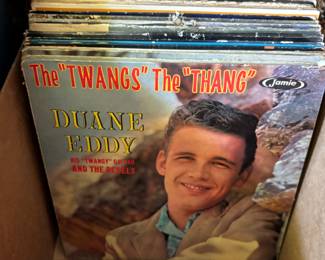 The "TWANGS" The "THANG"
Jamie
DUANE
EDDY
HIS "TWANGY" GUITAR
AND THE REBELS